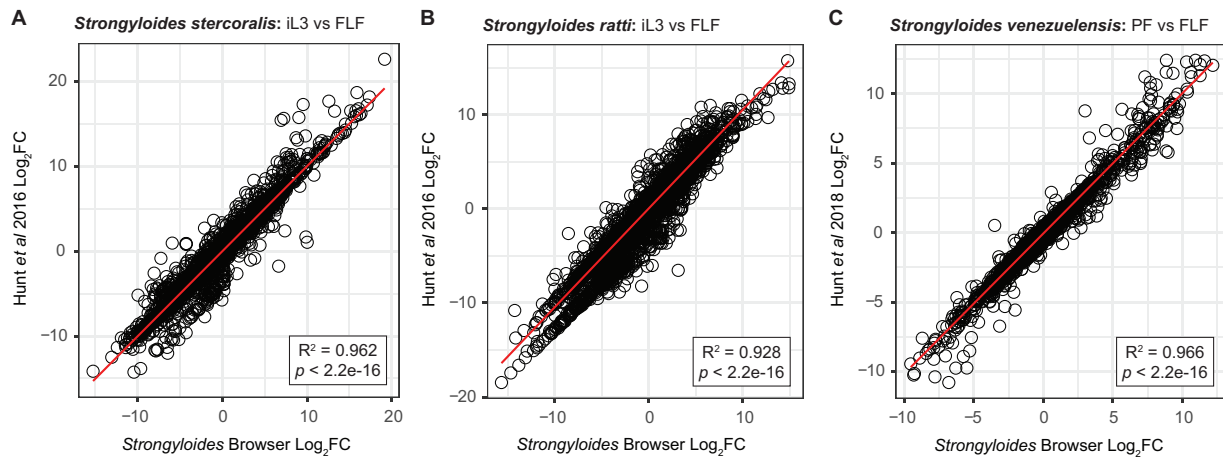 A
Strongyloides stercoralis: iL3 vs FLF
Hunt et al 2016 Log₂FC
20
10
0
−10
R² = 0.962
p < 2.2e-16
−10
0
10
20
Strongyloides Browser Log₂FC
B
Strongyloides ratti: iL3 vs FLF
Hunt et al 2016 Log₂FC
10
0
−10
−20
R² = 0.928
p < 2.2e-16
−10
0
10
Strongyloides Browser Log₂FC
C
Strongyloides venezuelensis: PF vs FLF
Hunt et al 2018 Log₂FC
10
5
0
−5
−10
R² = 0.966
p < 2.2e-16
−10
−5
0
5
10
Strongyloides Browser Log₂FC